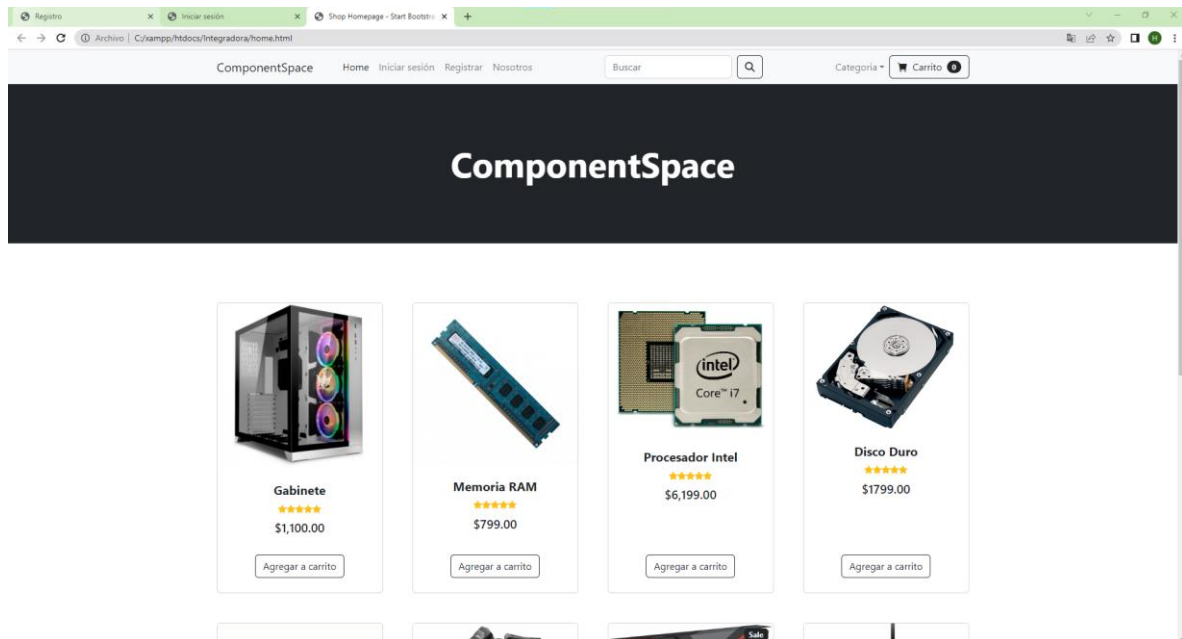 Registro
Iniciar sesión
Shop Homepage - Start Bootstra
Archivo | C:/xampp/htdocs/Integradora/home.html
H
ComponentSpace Home Iniciar sesión Registrar Nosotros Buscar Categoria Carrito 0
ComponentSpace
intel
Core™ i7
Gabinete
$1,100.00
Agregar a carrito
Memoria RAM
$799.00
Agregar a carrito
Procesador Intel
$6,199.00
Agregar a carrito
Disco Duro
$1799.00
Agregar a carrito
Sale